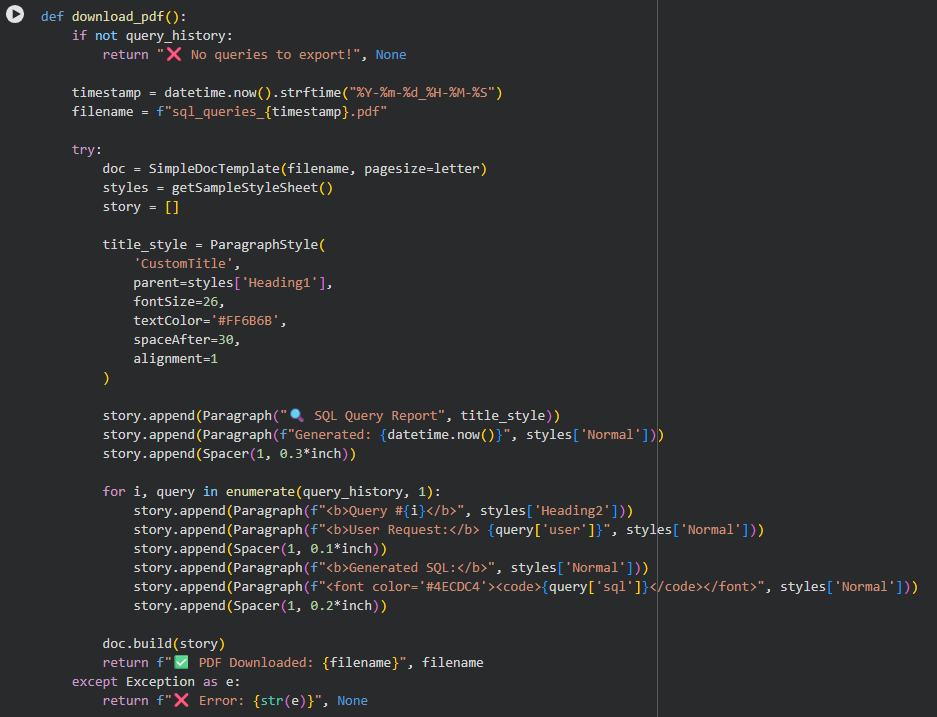 def download_pdf():
    if not query_history:
        return "❌ No queries to export!", None

    timestamp = datetime.now().strftime("%Y-%m-%d_%H-%M-%S")
    filename = f"sql_queries_{timestamp}.pdf"

    try:
        doc = SimpleDocTemplate(filename, pagesize=letter)
        styles = getSampleStyleSheet()
        story = []

        title_style = ParagraphStyle(
            'CustomTitle',
            parent=styles['Heading1'],
            fontSize=26,
            textColor='#FF6B6B',
            spaceAfter=30,
            alignment=1
        )

        story.append(Paragraph("🔍 SQL Query Report", title_style))
        story.append(Paragraph(f"Generated: {datetime.now()}", styles['Normal']))
        story.append(Spacer(1, 0.3*inch))

        for i, query in enumerate(query_history, 1):
            story.append(Paragraph(f"<b>Query #{i}</b>", styles['Heading2']))
            story.append(Paragraph(f"<b>User Request:</b> {query['user']}", styles['Normal']))
            story.append(Spacer(1, 0.1*inch))
            story.append(Paragraph(f"<b>Generated SQL:</b>", styles['Normal']))
            story.append(Paragraph(f"<font color='#4ECDC4'><code>{query['sql']}</code></font>", styles['Normal']))
            story.append(Spacer(1, 0.2*inch))

        doc.build(story)
        return f"✅ PDF Downloaded: {filename}", filename
    except Exception as e:
        return f"❌ Error: {str(e)}", None